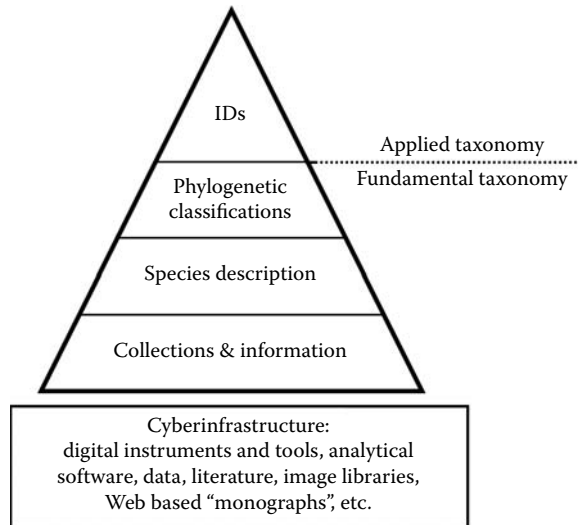 IDs
Applied taxonomy
Fundamental taxonomy
Phylogenetic
classifications
Species description
Collections & information
Cyberinfrastructure:
digital instruments and tools, analytical
software, data, literature, image libraries,
Web based “monographs”, etc.